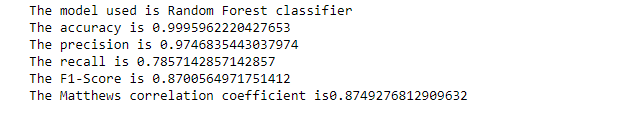 The model used is Random Forest classifier
The accuracy is 0.9995962220427653
The precision is 0.9746835443037974
The recall is 0.7857142857142857
The F1-Score is 0.8700564971751412
The Matthews correlation coefficient is0.8749276812909632